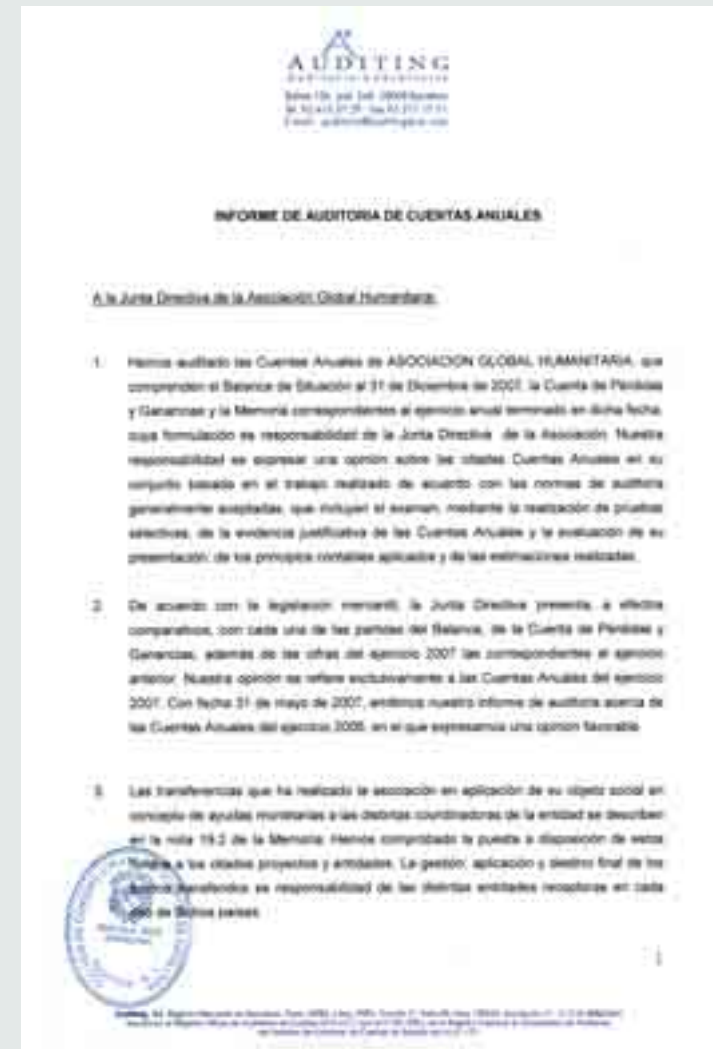 AUDITING
INFORME DE AUDITORIA DE CUENTAS ANUALES
A la Junta Directiva de la Asociación Global Humanitaria:
1. Hemos auditado las Cuentas Anuales de ASOCIACION GLOBAL HUMANITARIA, que
comprenden el Balance de Situación al 31 de Diciembre de 2007, la Cuenta de Pérdidas
y Ganancias y la Memoria correspondientes al ejercicio anual terminado en dicha fecha,
cuya formulación es responsabilidad de la Junta Directiva de la Asociación. Nuestra
responsabilidad es expresar una opinión sobre las citadas Cuentas Anuales en su
conjunto basada en el trabajo realizado de acuerdo con las normas de auditoría
generalmente aceptadas, que incluyen el examen, mediante la realización de pruebas
selectivas, de la evidencia justificativa de las Cuentas Anuales y la evaluación de su
presentación, de los principios contables aplicados y de las estimaciones realizadas.
2. De acuerdo con la legislación mercantil, la Junta Directiva presenta, a efectos
comparativos, con cada una de las partidas del Balance, de la Cuenta de Pérdidas y
Ganancias, además de las cifras del ejercicio 2007 las correspondientes al ejercicio
anterior. Nuestra opinión se refiere exclusivamente a las Cuentas Anuales del ejercicio
2007. Con fecha 31 de mayo de 2007, emitimos nuestro informe de auditoría acerca de
las Cuentas Anuales del ejercicio 2006, en el que expresamos una opinión favorable.
3. Las transferencias que ha realizado la asociación en aplicación de su objeto social en
concepto de ayudas monetarias a las distintas coordinadoras de la entidad se describen
en la nota 19.2 de la Memoria. Hemos comprobado la puesta a disposición de estos
fondos a los citados proyectos y entidades. La gestión, aplicación y destino final de los
fondos transferidos es responsabilidad de las distintas entidades receptoras en cada
uno de dichos países.